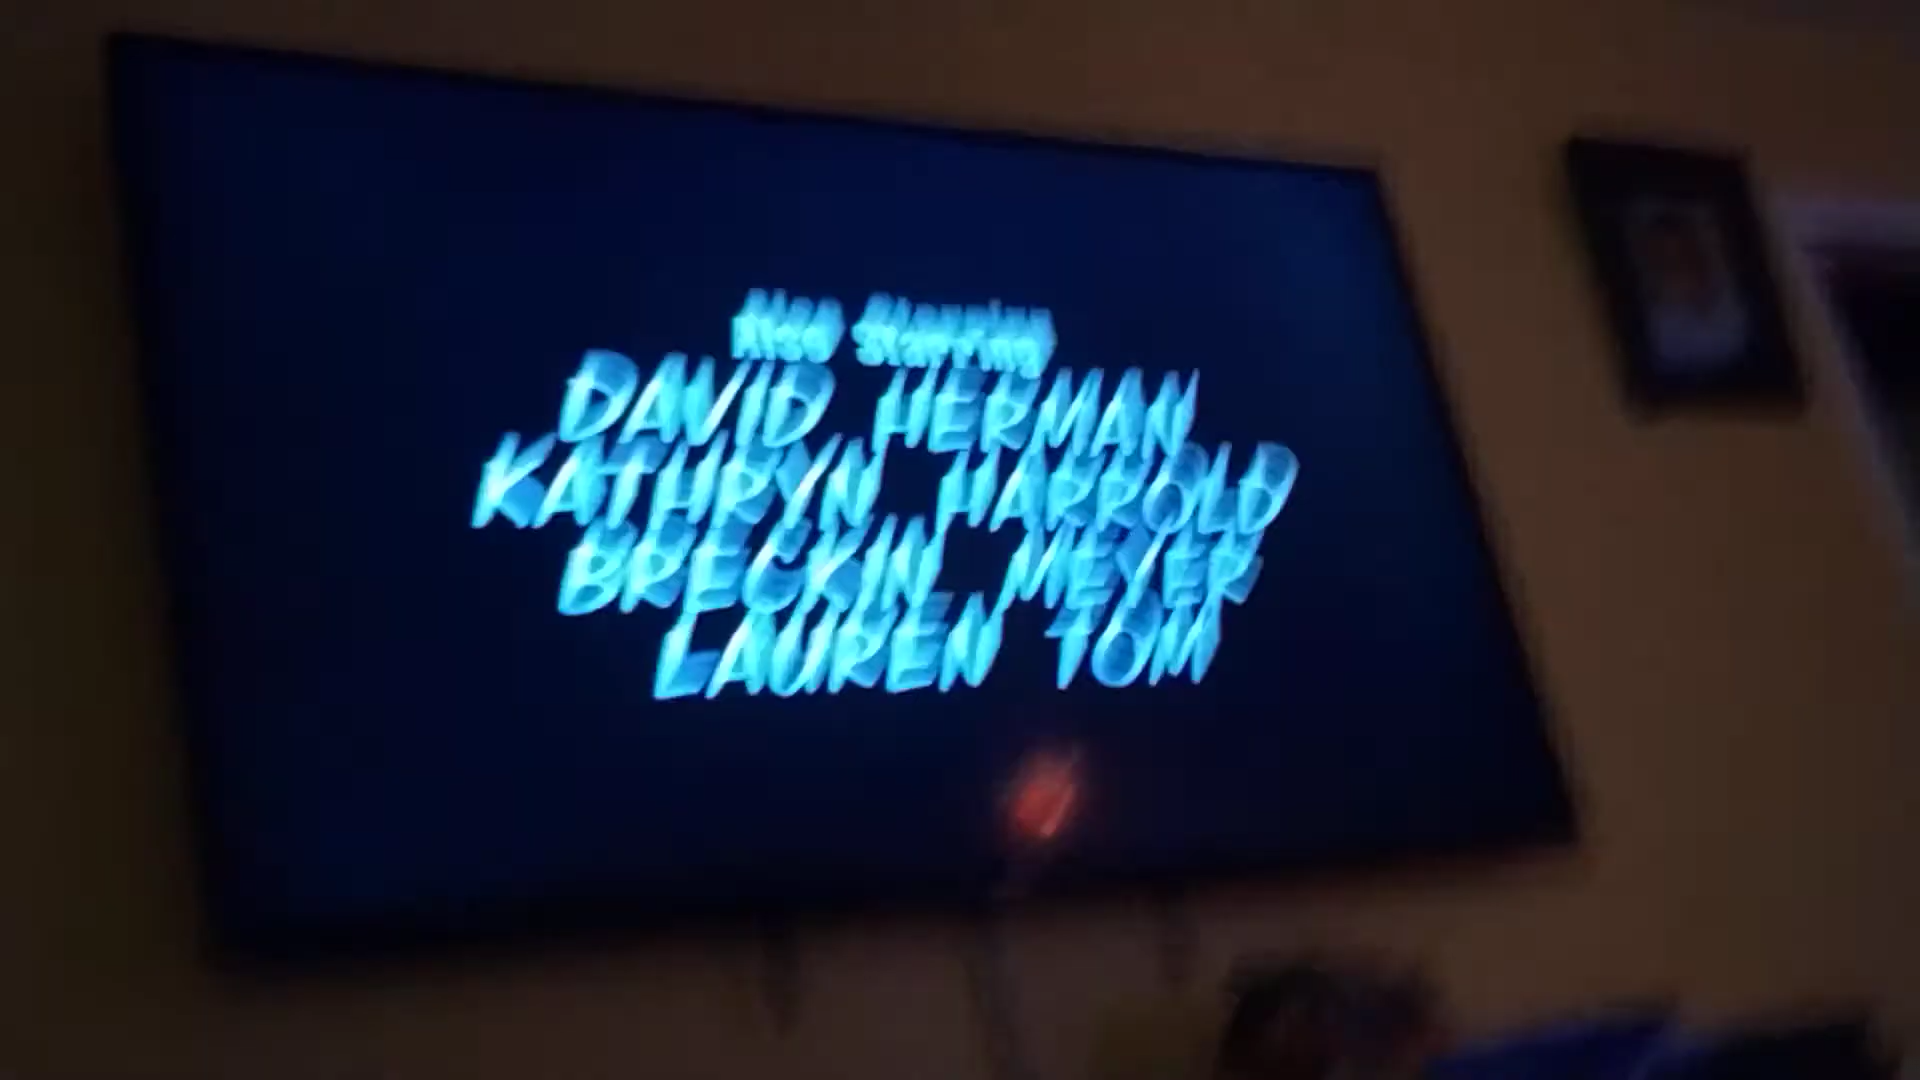 Also Starring
DAVID HERMAN
KATHRYN HARROLD
BRECKIN MEYER
LAUREN TOM